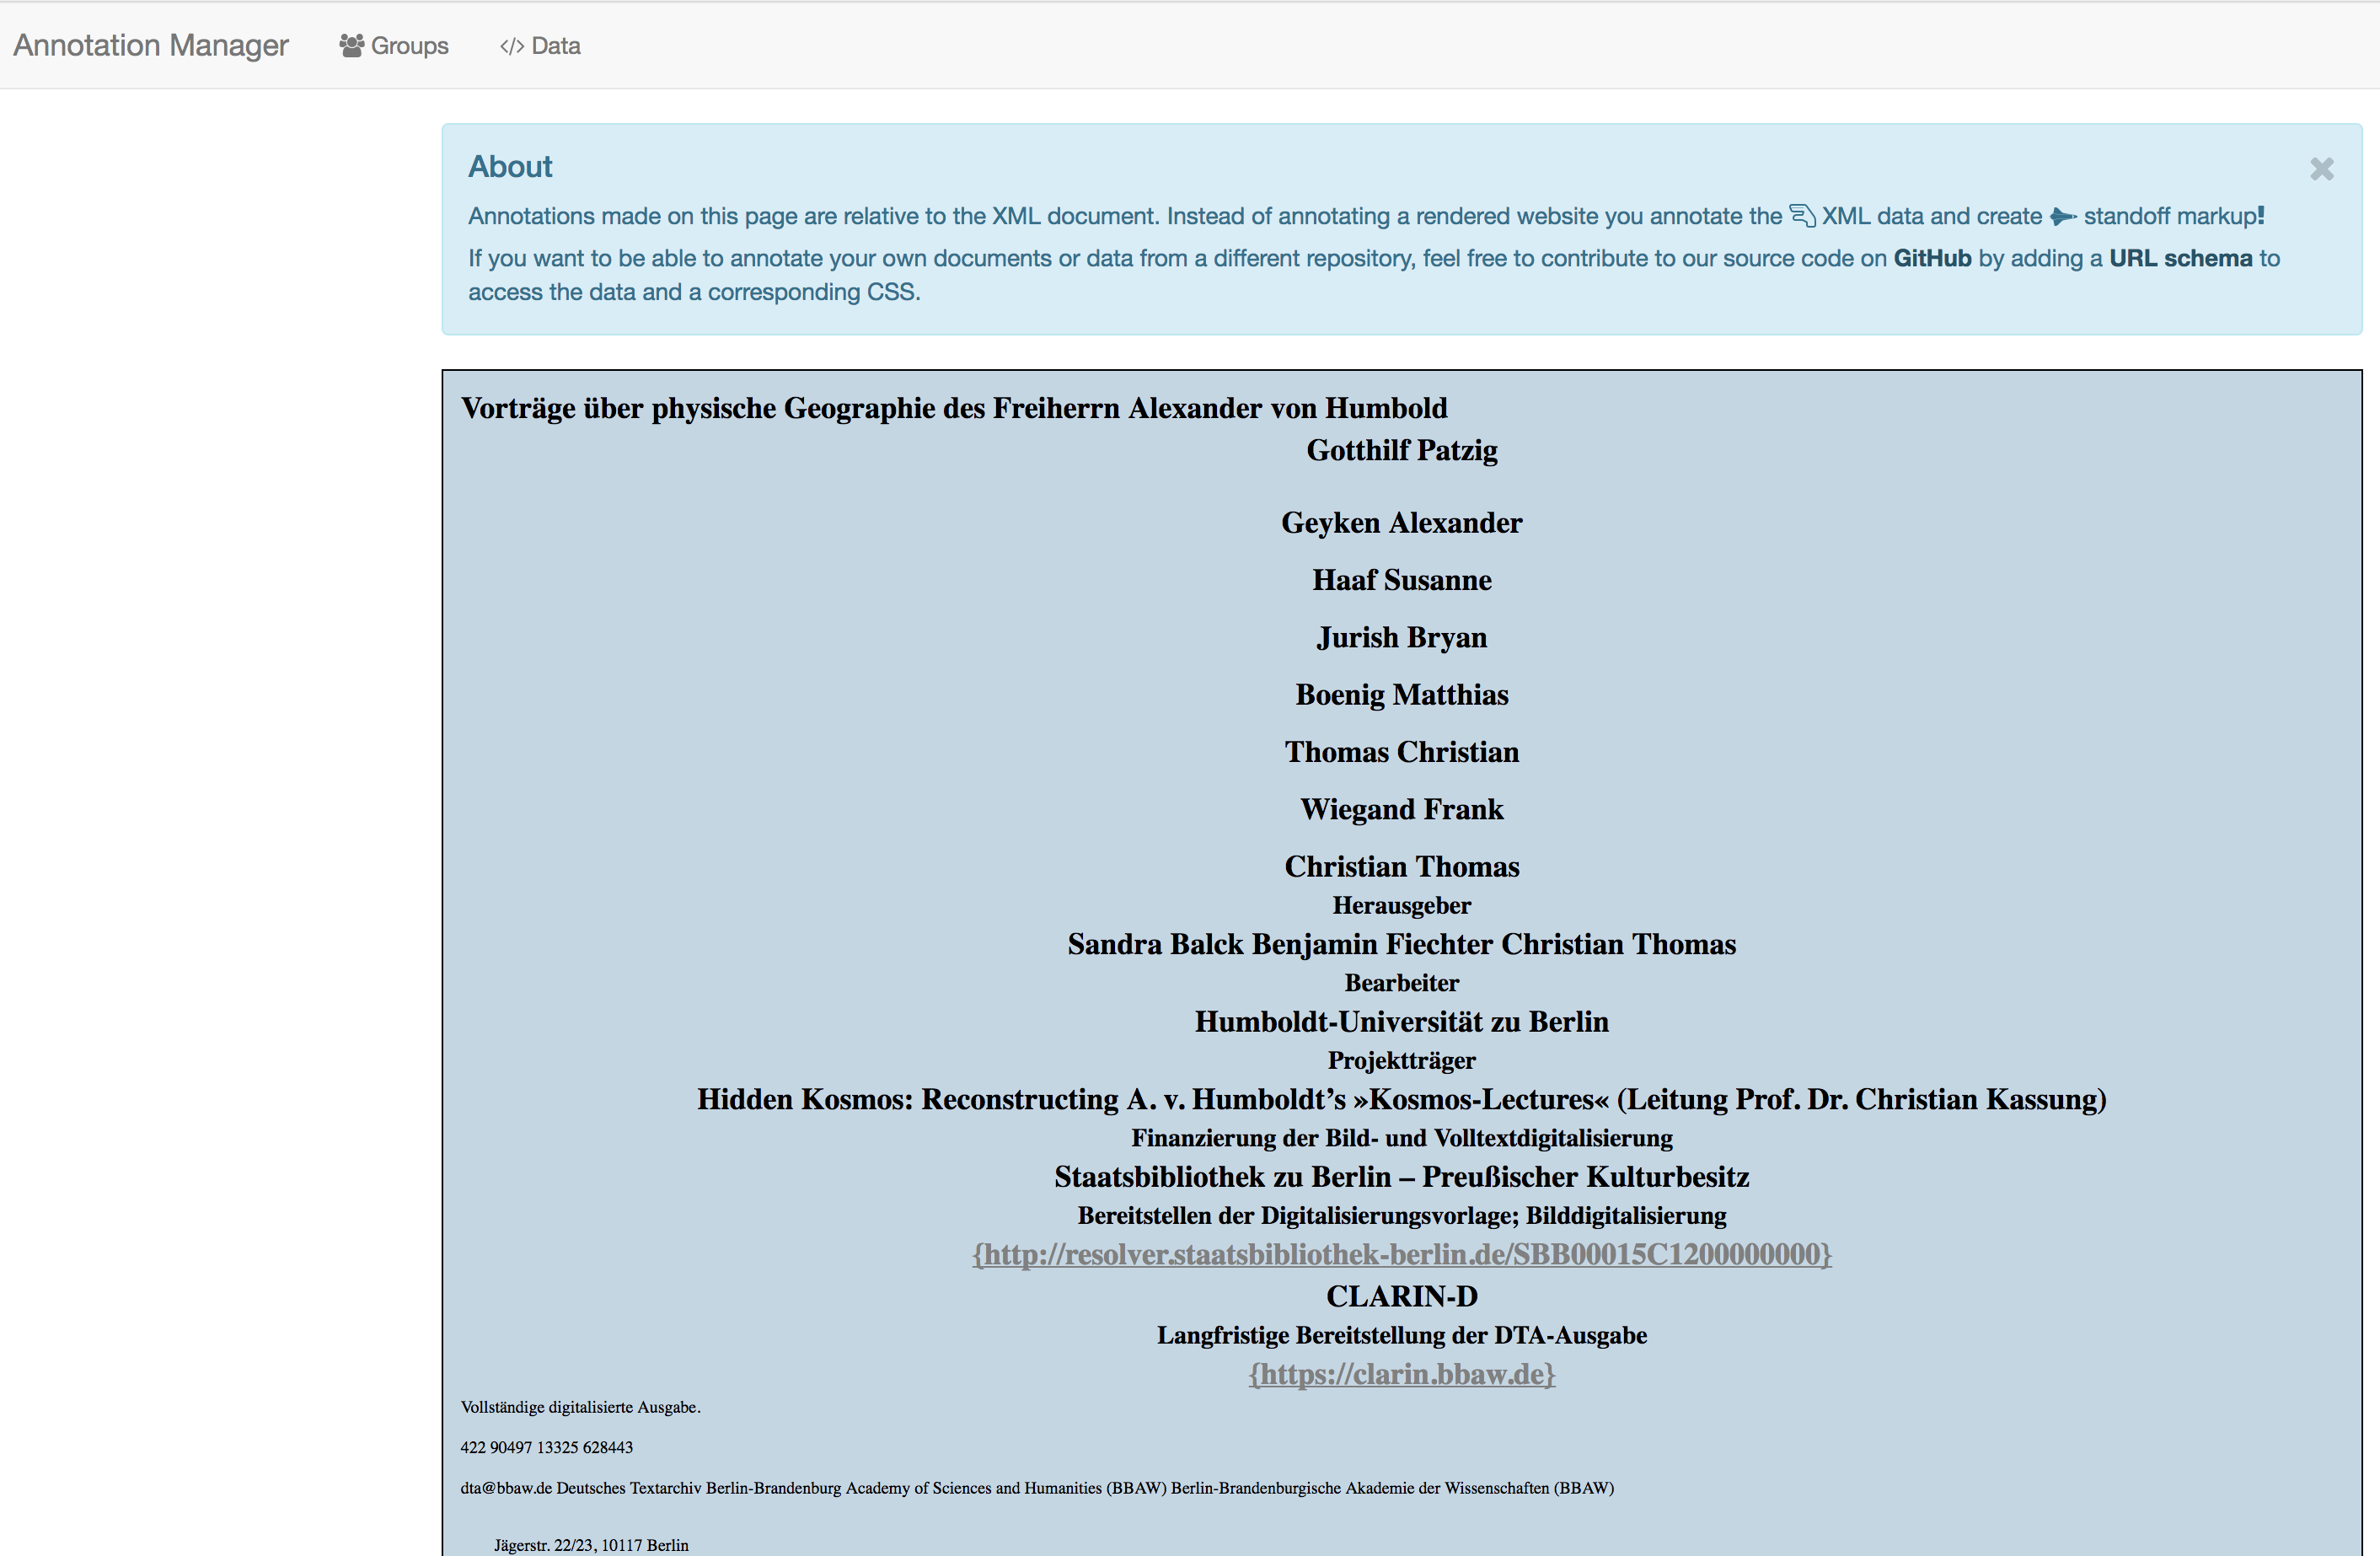 Annotation Manager Groups </> Data
About
Annotations made on this page are relative to the XML document. Instead of annotating a rendered website you annotate the XML data and create standoff markup!
If you want to be able to annotate your own documents or data from a different repository, feel free to contribute to our source code on GitHub by adding a URL schema to
access the data and a corresponding CSS.
Vorträge über physische Geographie des Freiherrn Alexander von Humbold
Gotthilf Patzig
Geyken Alexander
Haaf Susanne
Jurish Bryan
Boenig Matthias
Thomas Christian
Wiegand Frank
Christian Thomas
Herausgeber
Sandra Balck Benjamin Fiechter Christian Thomas
Bearbeiter
Humboldt-Universität zu Berlin
Projektträger
Hidden Kosmos: Reconstructing A. v. Humboldt’s »Kosmos-Lectures« (Leitung Prof. Dr. Christian Kassung)
Finanzierung der Bild- und Volltextdigitalisierung
Staatsbibliothek zu Berlin – Preußischer Kulturbesitz
Bereitstellen der Digitalisierungsvorlage; Bilddigitalisierung
{http://resolver.staatsbibliothek-berlin.de/SBB00015C1200000000}
CLARIN-D
Langfristige Bereitstellung der DTA-Ausgabe
{https://clarin.bbaw.de}
Vollständige digitalisierte Ausgabe.
422 90497 13325 628443
dta@bbaw.de Deutsches Textarchiv Berlin-Brandenburg Academy of Sciences and Humanities (BBAW) Berlin-Brandenburgische Akademie der Wissenschaften (BBAW)
Jägerstr. 22/23, 10117 Berlin